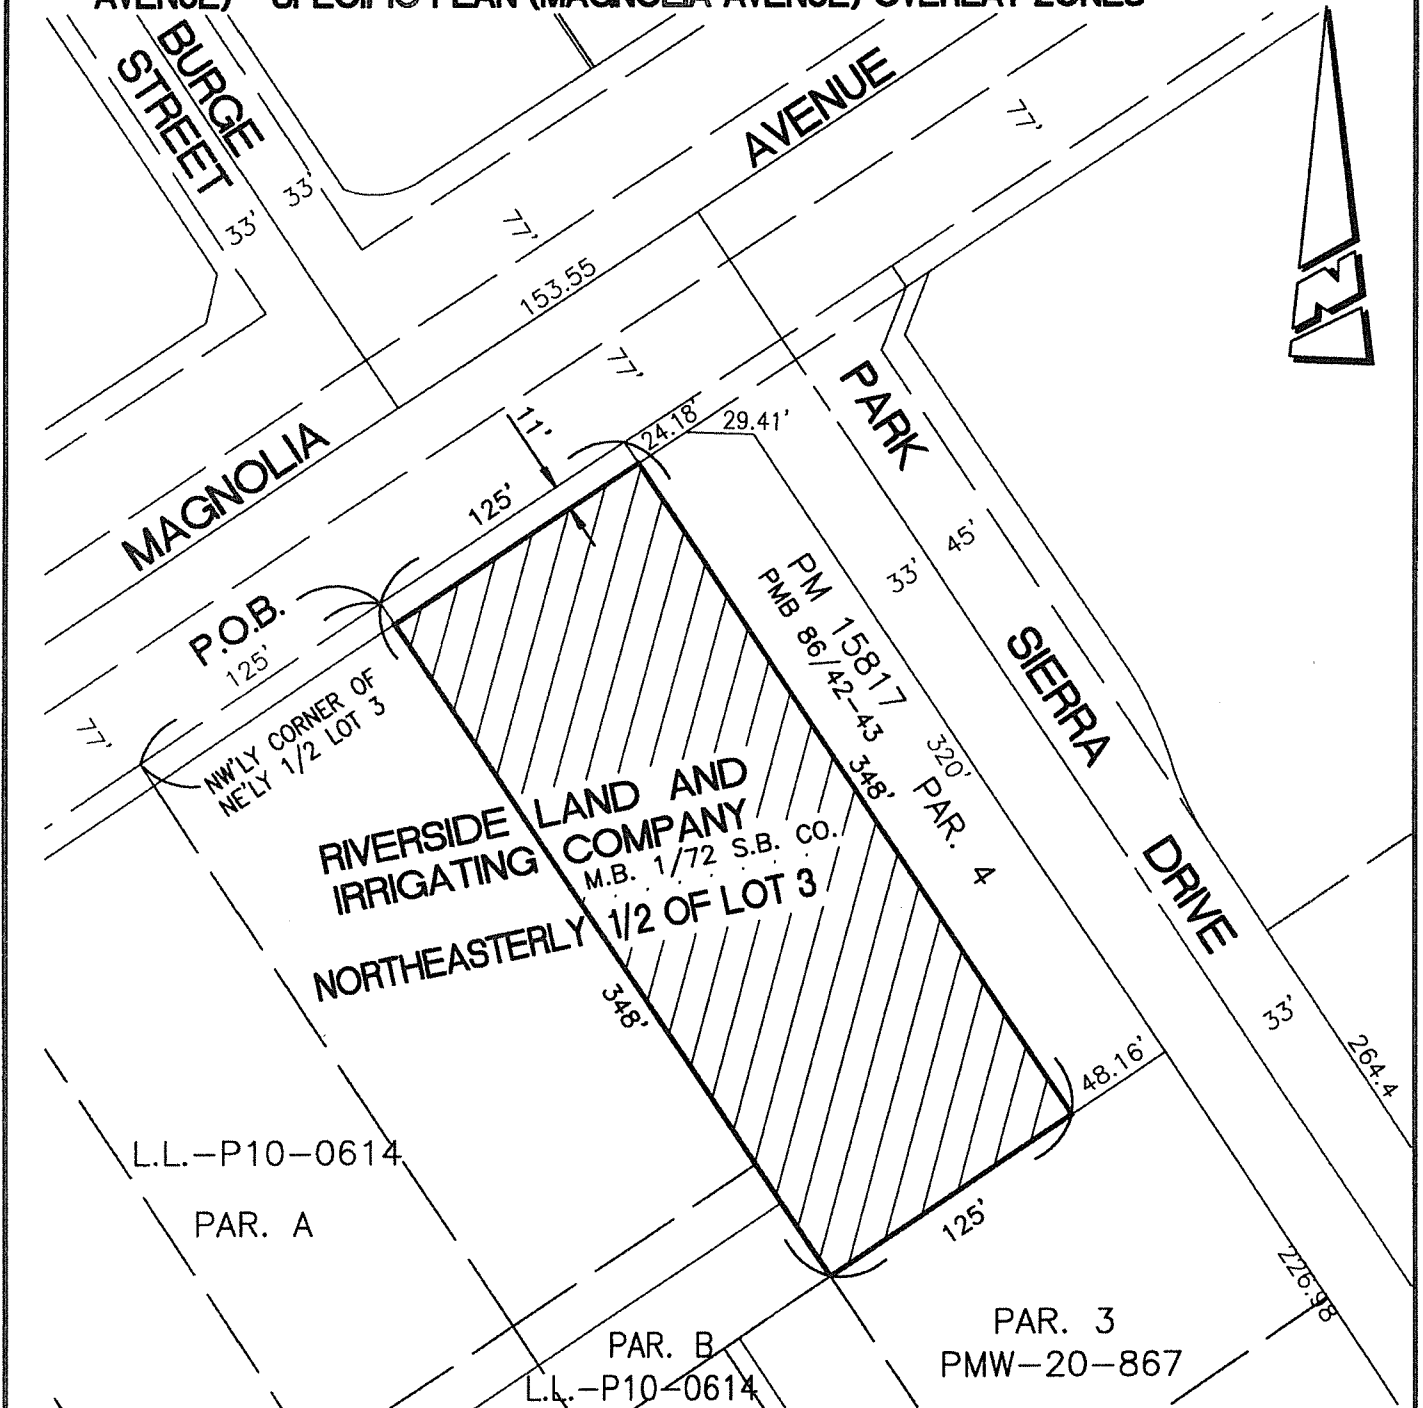 AVENUE) – SPECIFIC PLAN (MAGNOLIA AVENUE) OVERLAY ZONES
BURGE
STREET
33'
33'
AVENUE
77'
77'
153.55
77'
MAGNOLIA
11'
24.18'
29.41'
125'
PARK
SIERRA
DRIVE
45'
33'
P.O.B.
125'
77'
NW'LY CORNER OF
NE'LY 1/2 LOT 3
PM 15817
PMB 86/42-43
320'
PAR. 4
348'
RIVERSIDE LAND AND
IRRIGATING COMPANY
M.B. 1/72 S.B. CO.
NORTHEASTERLY 1/2 OF LOT 3
348'
33'
264.4
48.16'
125'
226.98
L.L.-P10-0614
PAR. A
PAR. B
L.L.-P10-0614
PAR. 3
PMW-20-867
N